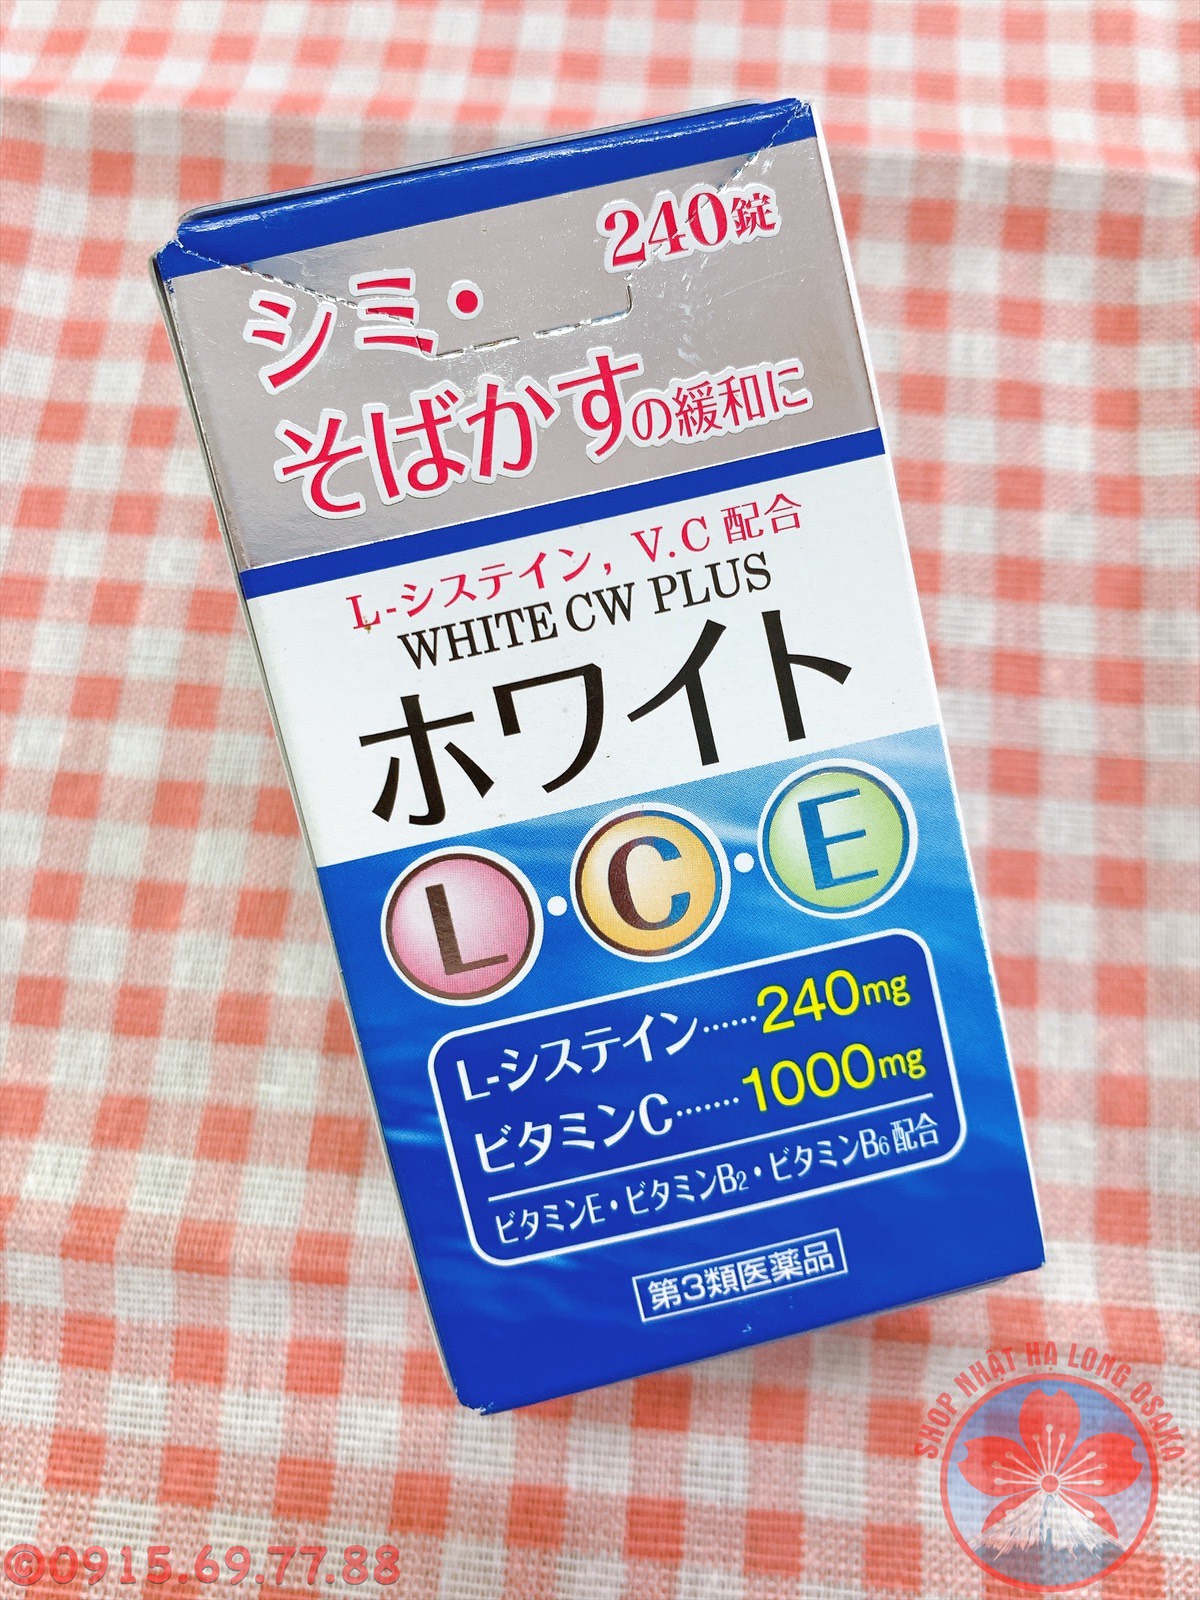 240錠
シミ・
そばかすの緩和に
L-システイン, V.C 配合
WHITE CW PLUS
ホワイト
L・C・E
L-システイン……240mg
ビタミンC……1000mg
ビタミンE・ビタミンB2・ビタミンB6 配合
第3類医薬品
SHOP NHẬT HẠ LONG OSAKA
©0915.69.77.88